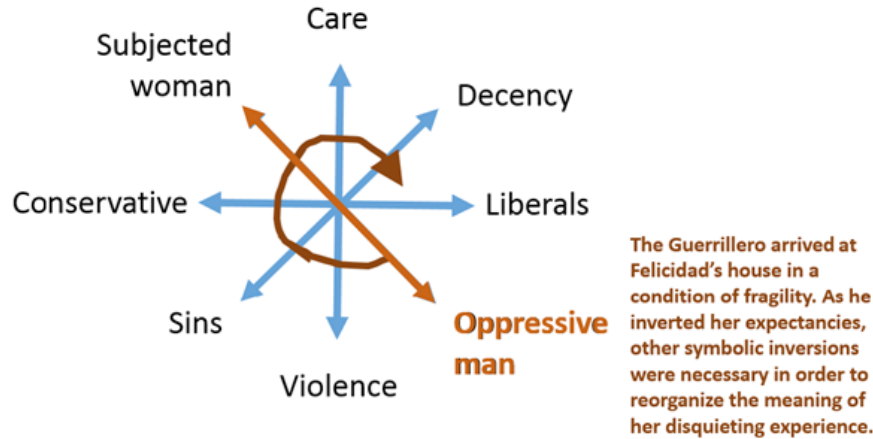 Care
Subjected
woman
Decency
Conservative
Liberals
Sins
Violence
Oppressive
man
The Guerrillero arrived at
Felicidad’s house in a
condition of fragility. As he
inverted her expectancies,
other symbolic inversions
were necessary in order to
reorganize the meaning of
her disquieting experience.